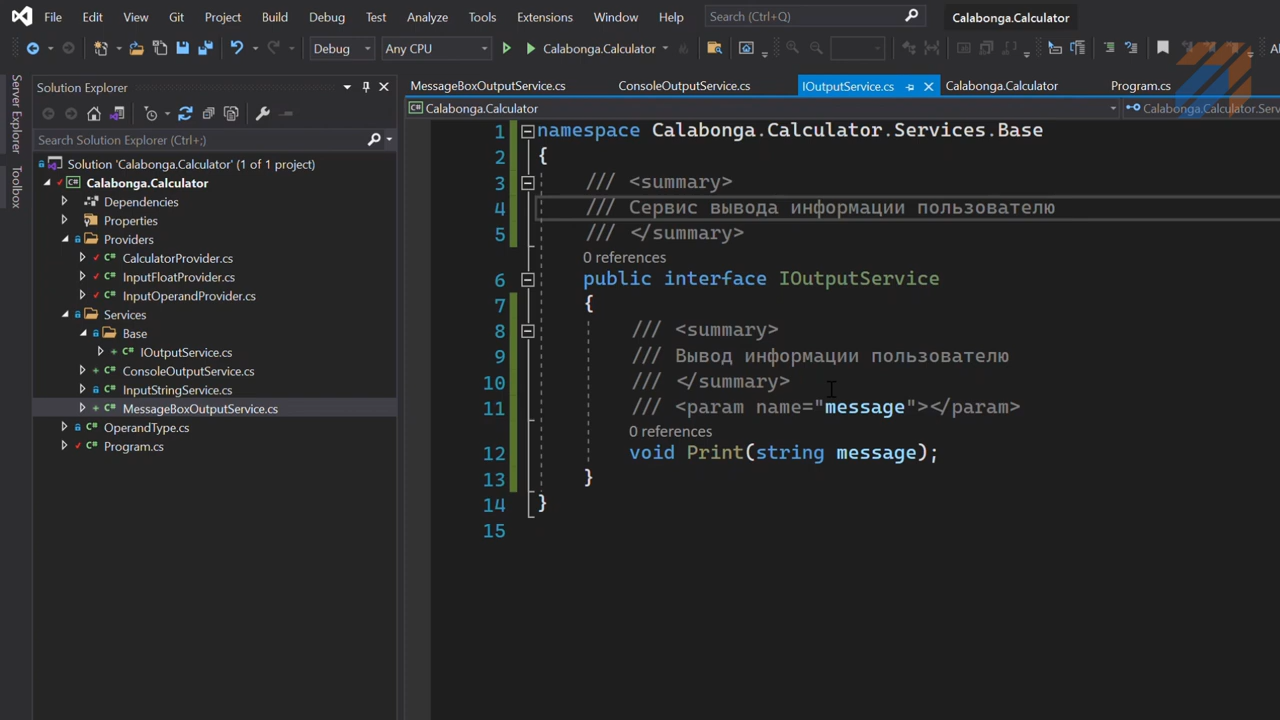 File Edit View Git Project Build Debug Test Analyze Tools Extensions Window Help Search (Ctrl+Q) Calabonga.Calculator
Debug Any CPU Calabonga.Calculator
Server Explorer
Toolbox
Solution Explorer
Search Solution Explorer (Ctrl+;)
Solution 'Calabonga.Calculator' (1 of 1 project)
Calabonga.Calculator
Dependencies
Properties
Providers
CalculatorProvider.cs
InputFloatProvider.cs
InputOperandProvider.cs
Services
Base
IOutputService.cs
ConsoleOutputService.cs
InputStringService.cs
MessageBoxOutputService.cs
OperandType.cs
Program.cs
MessageBoxOutputService.cs ConsoleOutputService.cs IOutputService.cs Calabonga.Calculator Program.cs
Calabonga.Calculator Calabonga.Calculator.Serv
1 namespace Calabonga.Calculator.Services.Base
2 {
3 /// <summary>
4 /// Сервис вывода информации пользователю
5 /// </summary>
0 references
6 public interface IOutputService
7 {
8 /// <summary>
9 /// Вывод информации пользователю
10 /// </summary>
11 /// <param name="message"></param>
0 references
12 void Print(string message);
13 }
14 }
15